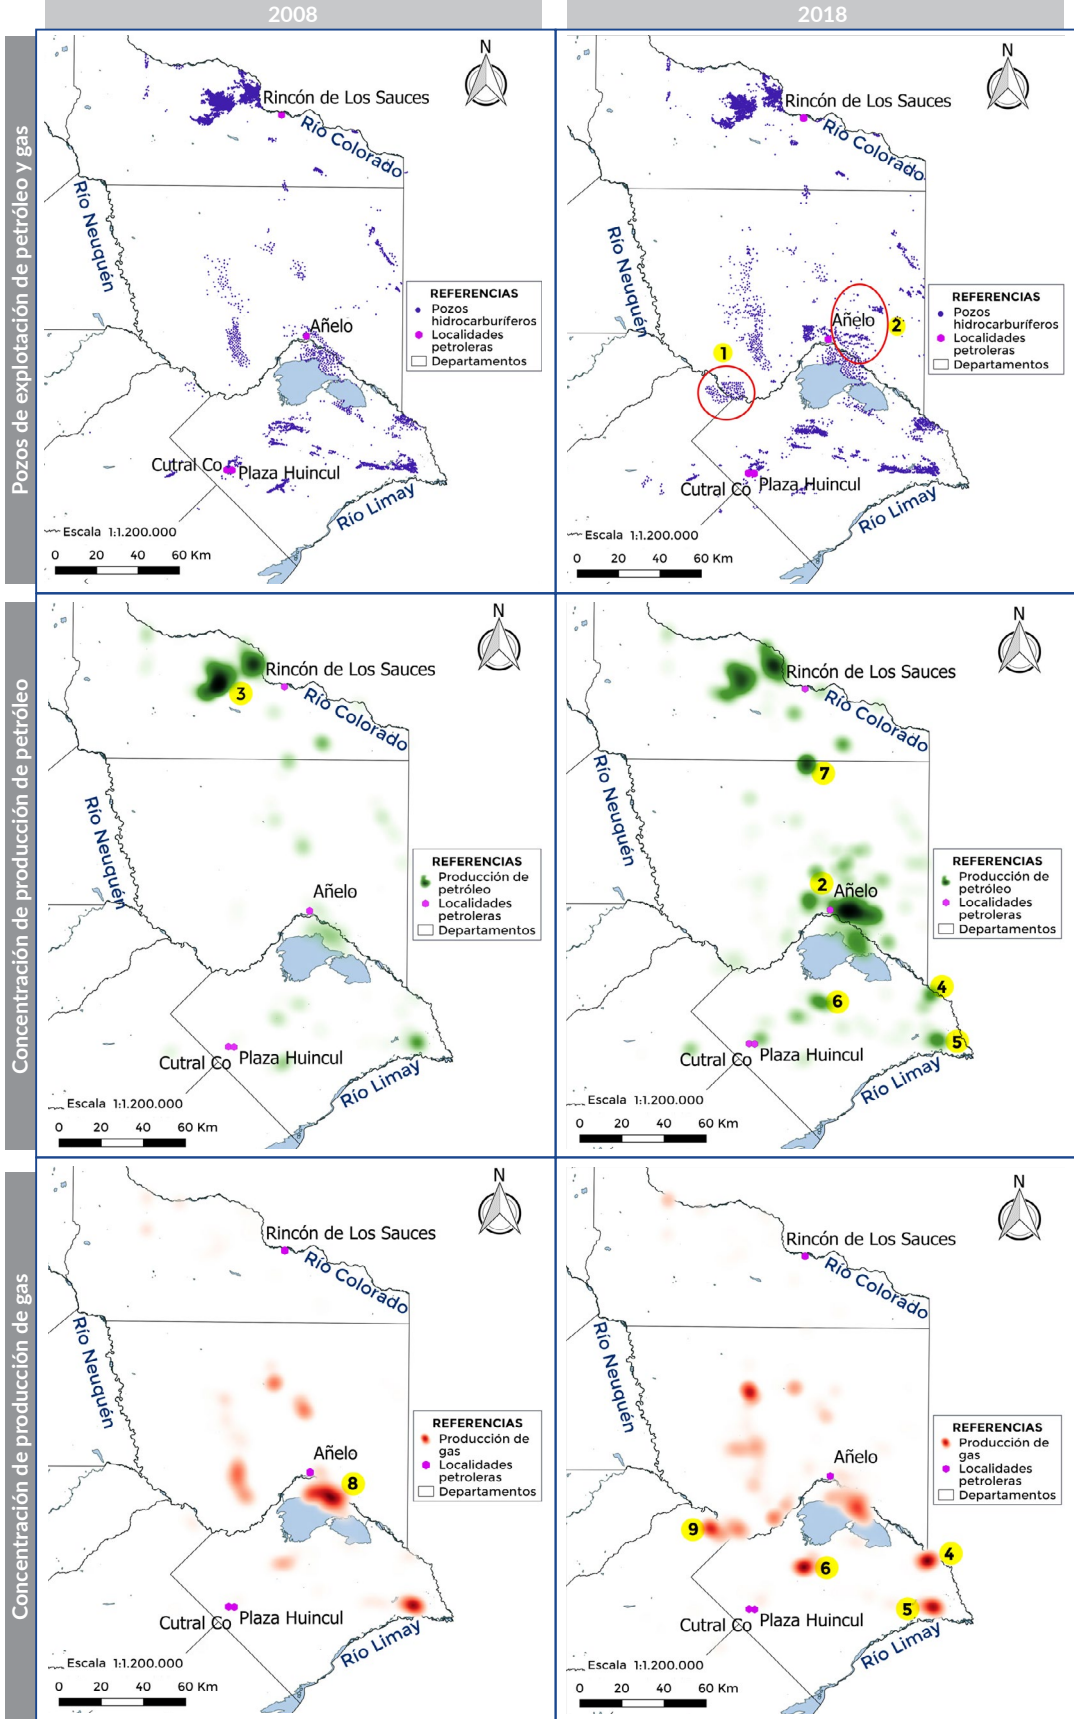 2008
2018
Pozos de explotación de petróleo y gas
N
Rincón de Los Sauces
Río Colorado
Río Neuquén
REFERENCIAS
Pozos
hidrocarburíferos
Localidades
petroleras
Departamentos
Añelo
Cutral Co
Plaza Huincul
Río Limay
Escala 1:1.200.000
0 20 40 60 Km
N
Rincón de Los Sauces
Río Colorado
Río Neuquén
REFERENCIAS
Pozos
hidrocarburíferos
Localidades
petroleras
Departamentos
Añelo
2
1
Cutral Co
Plaza Huincul
Río Limay
Escala 1:1.200.000
0 20 40 60 Km
Concentración de producción de petróleo
N
Rincón de Los Sauces
3
Río Colorado
Río Neuquén
REFERENCIAS
Producción de
petróleo
Localidades
petroleras
Departamentos
Añelo
Cutral Co
Plaza Huincul
Río Limay
Escala 1:1.200.000
0 20 40 60 Km
N
Rincón de Los Sauces
Río Colorado
7
Río Neuquén
REFERENCIAS
Producción de
petróleo
Localidades
petroleras
Departamentos
2
Añelo
4
6
5
Cutral Co
Plaza Huincul
Río Limay
Escala 1:1.200.000
0 20 40 60 Km
Concentración de producción de gas
N
Rincón de Los Sauces
Río Colorado
Río Neuquén
REFERENCIAS
Producción de
gas
Localidades
petroleras
Departamentos
Añelo
8
Cutral Co
Plaza Huincul
Río Limay
Escala 1:1.200.000
0 20 40 60 Km
N
Rincón de Los Sauces
Río Colorado
Río Neuquén
REFERENCIAS
Producción de
gas
Localidades
petroleras
Departamentos
Añelo
9
4
6
5
Cutral Co
Plaza Huincul
Río Limay
Escala 1:1.200.000
0 20 40 60 Km